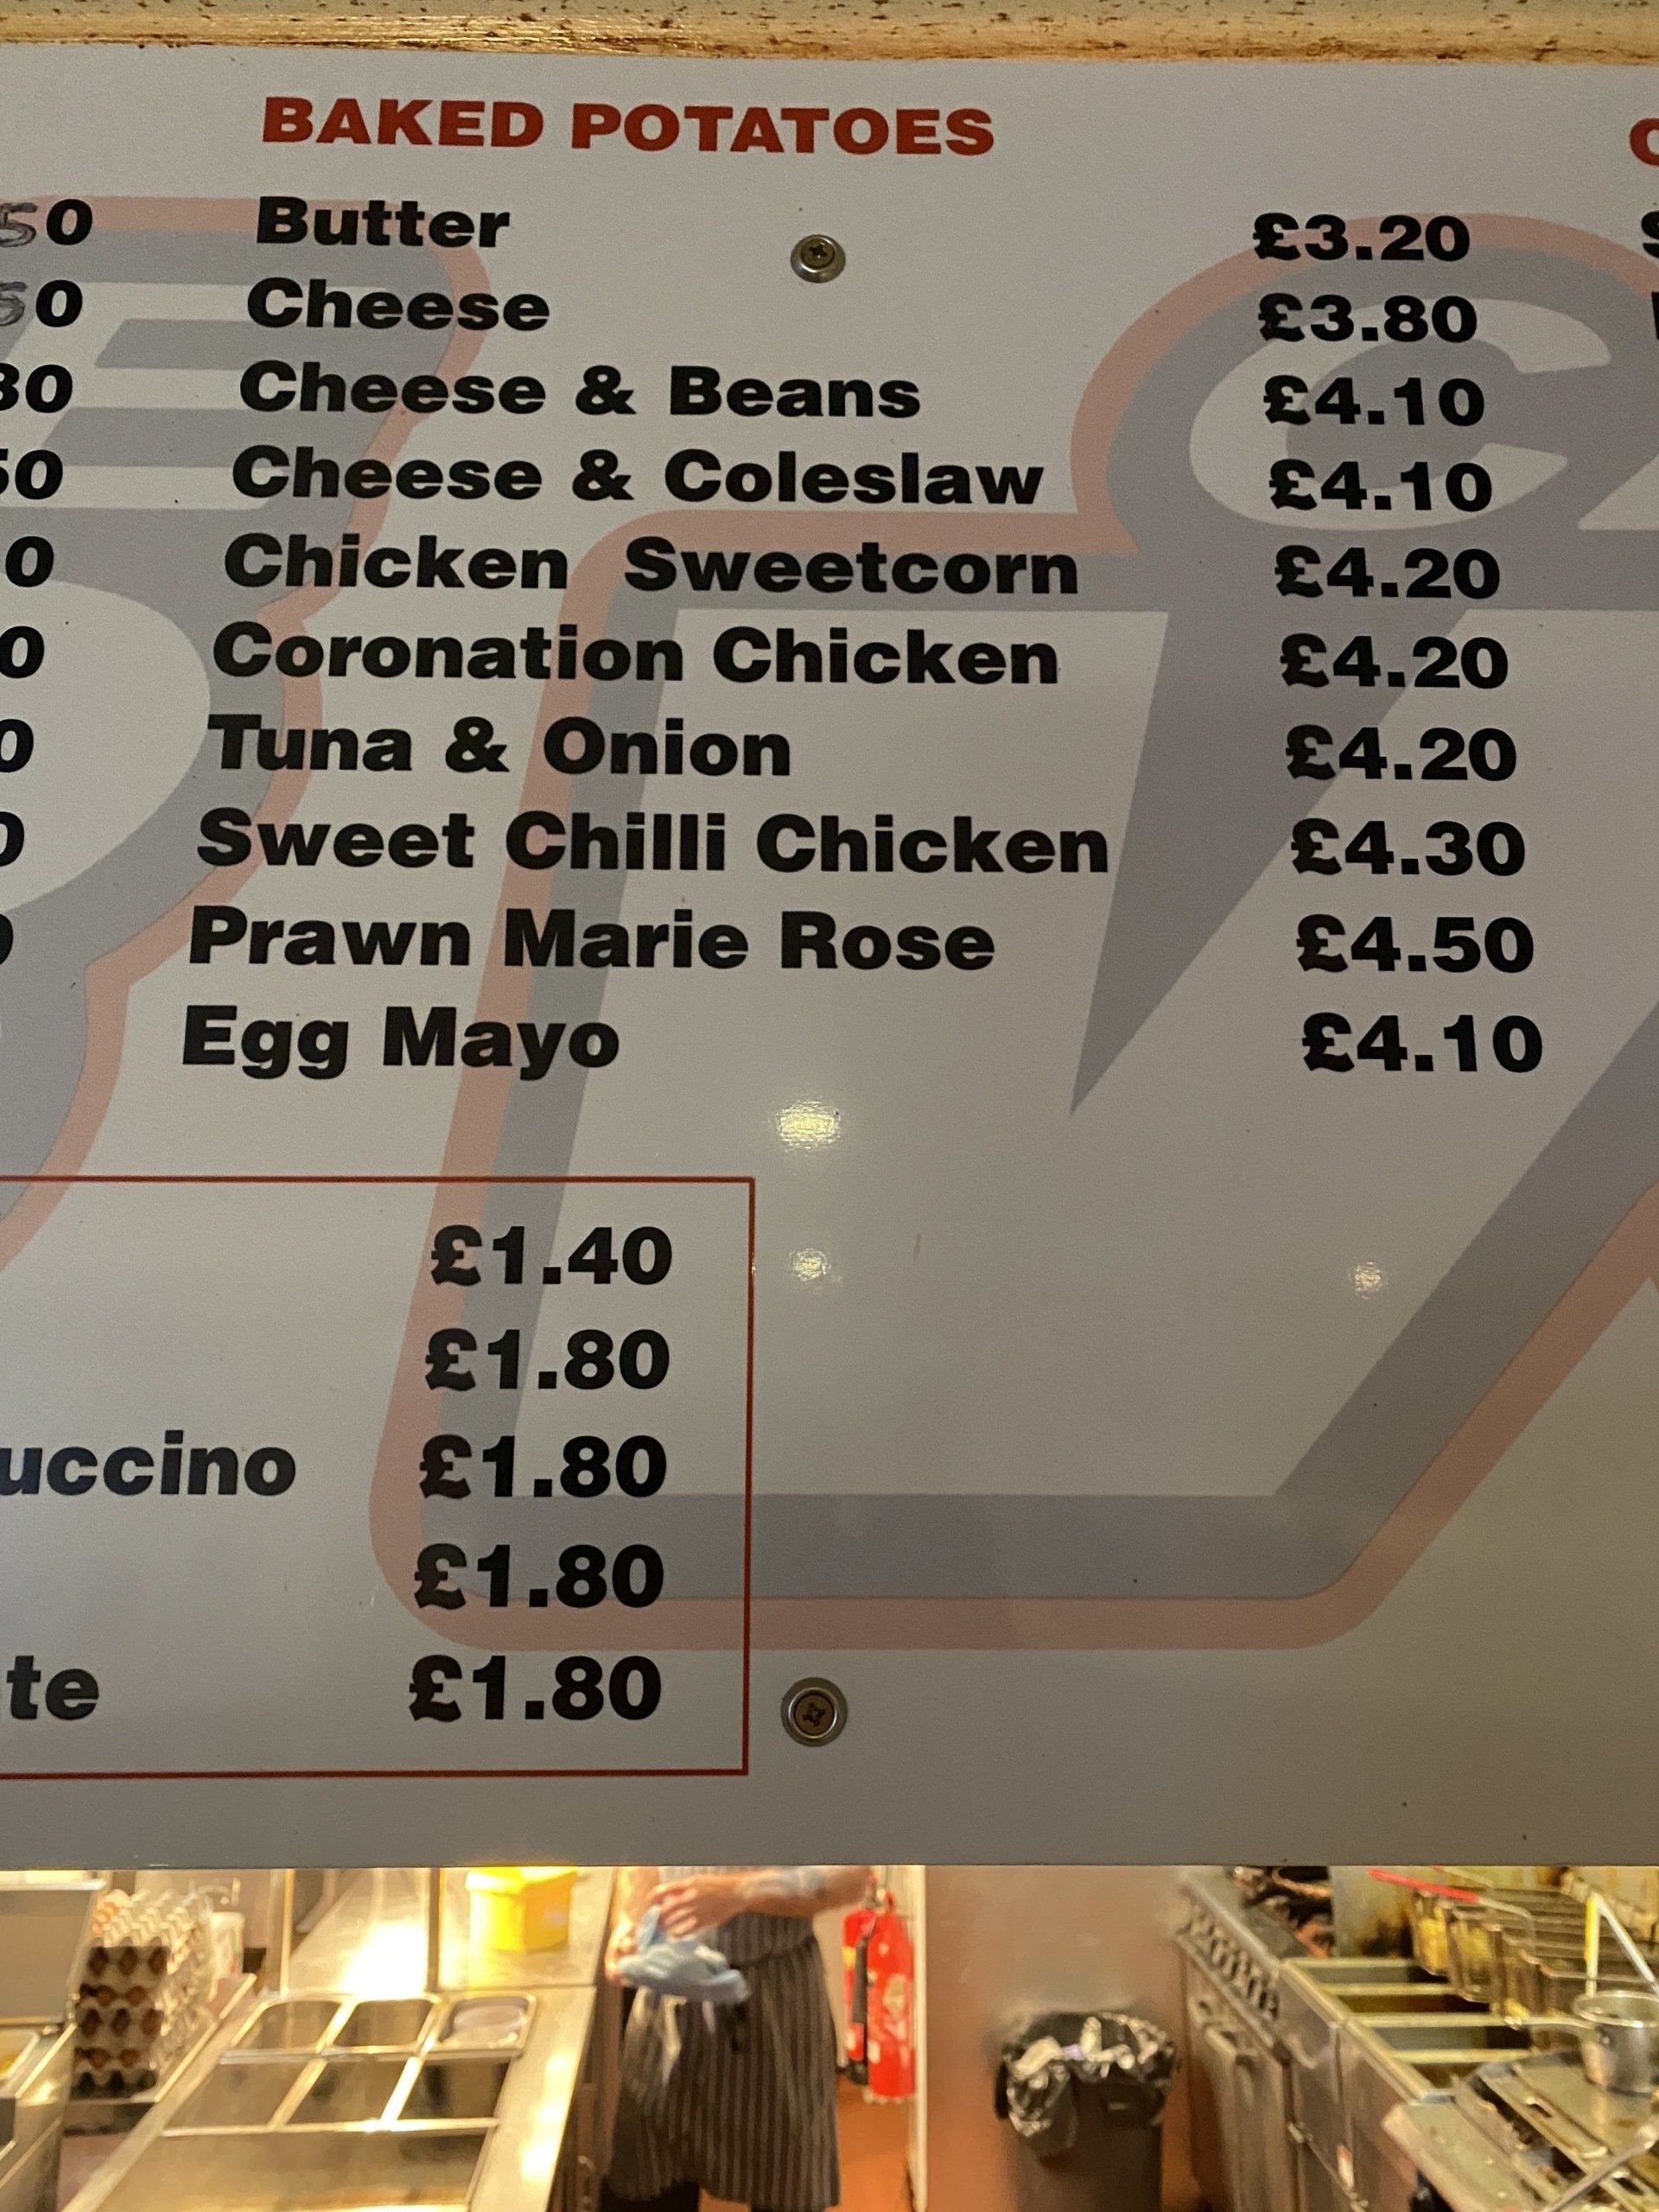 BAKED POTATOES
Butter £3.20
Cheese £3.80
Cheese & Beans £4.10
Cheese & Coleslaw £4.10
Chicken Sweetcorn £4.20
Coronation Chicken £4.20
Tuna & Onion £4.20
Sweet Chilli Chicken £4.30
Prawn Marie Rose £4.50
Egg Mayo £4.10
£1.40
£1.80
uccino £1.80
£1.80
te £1.80